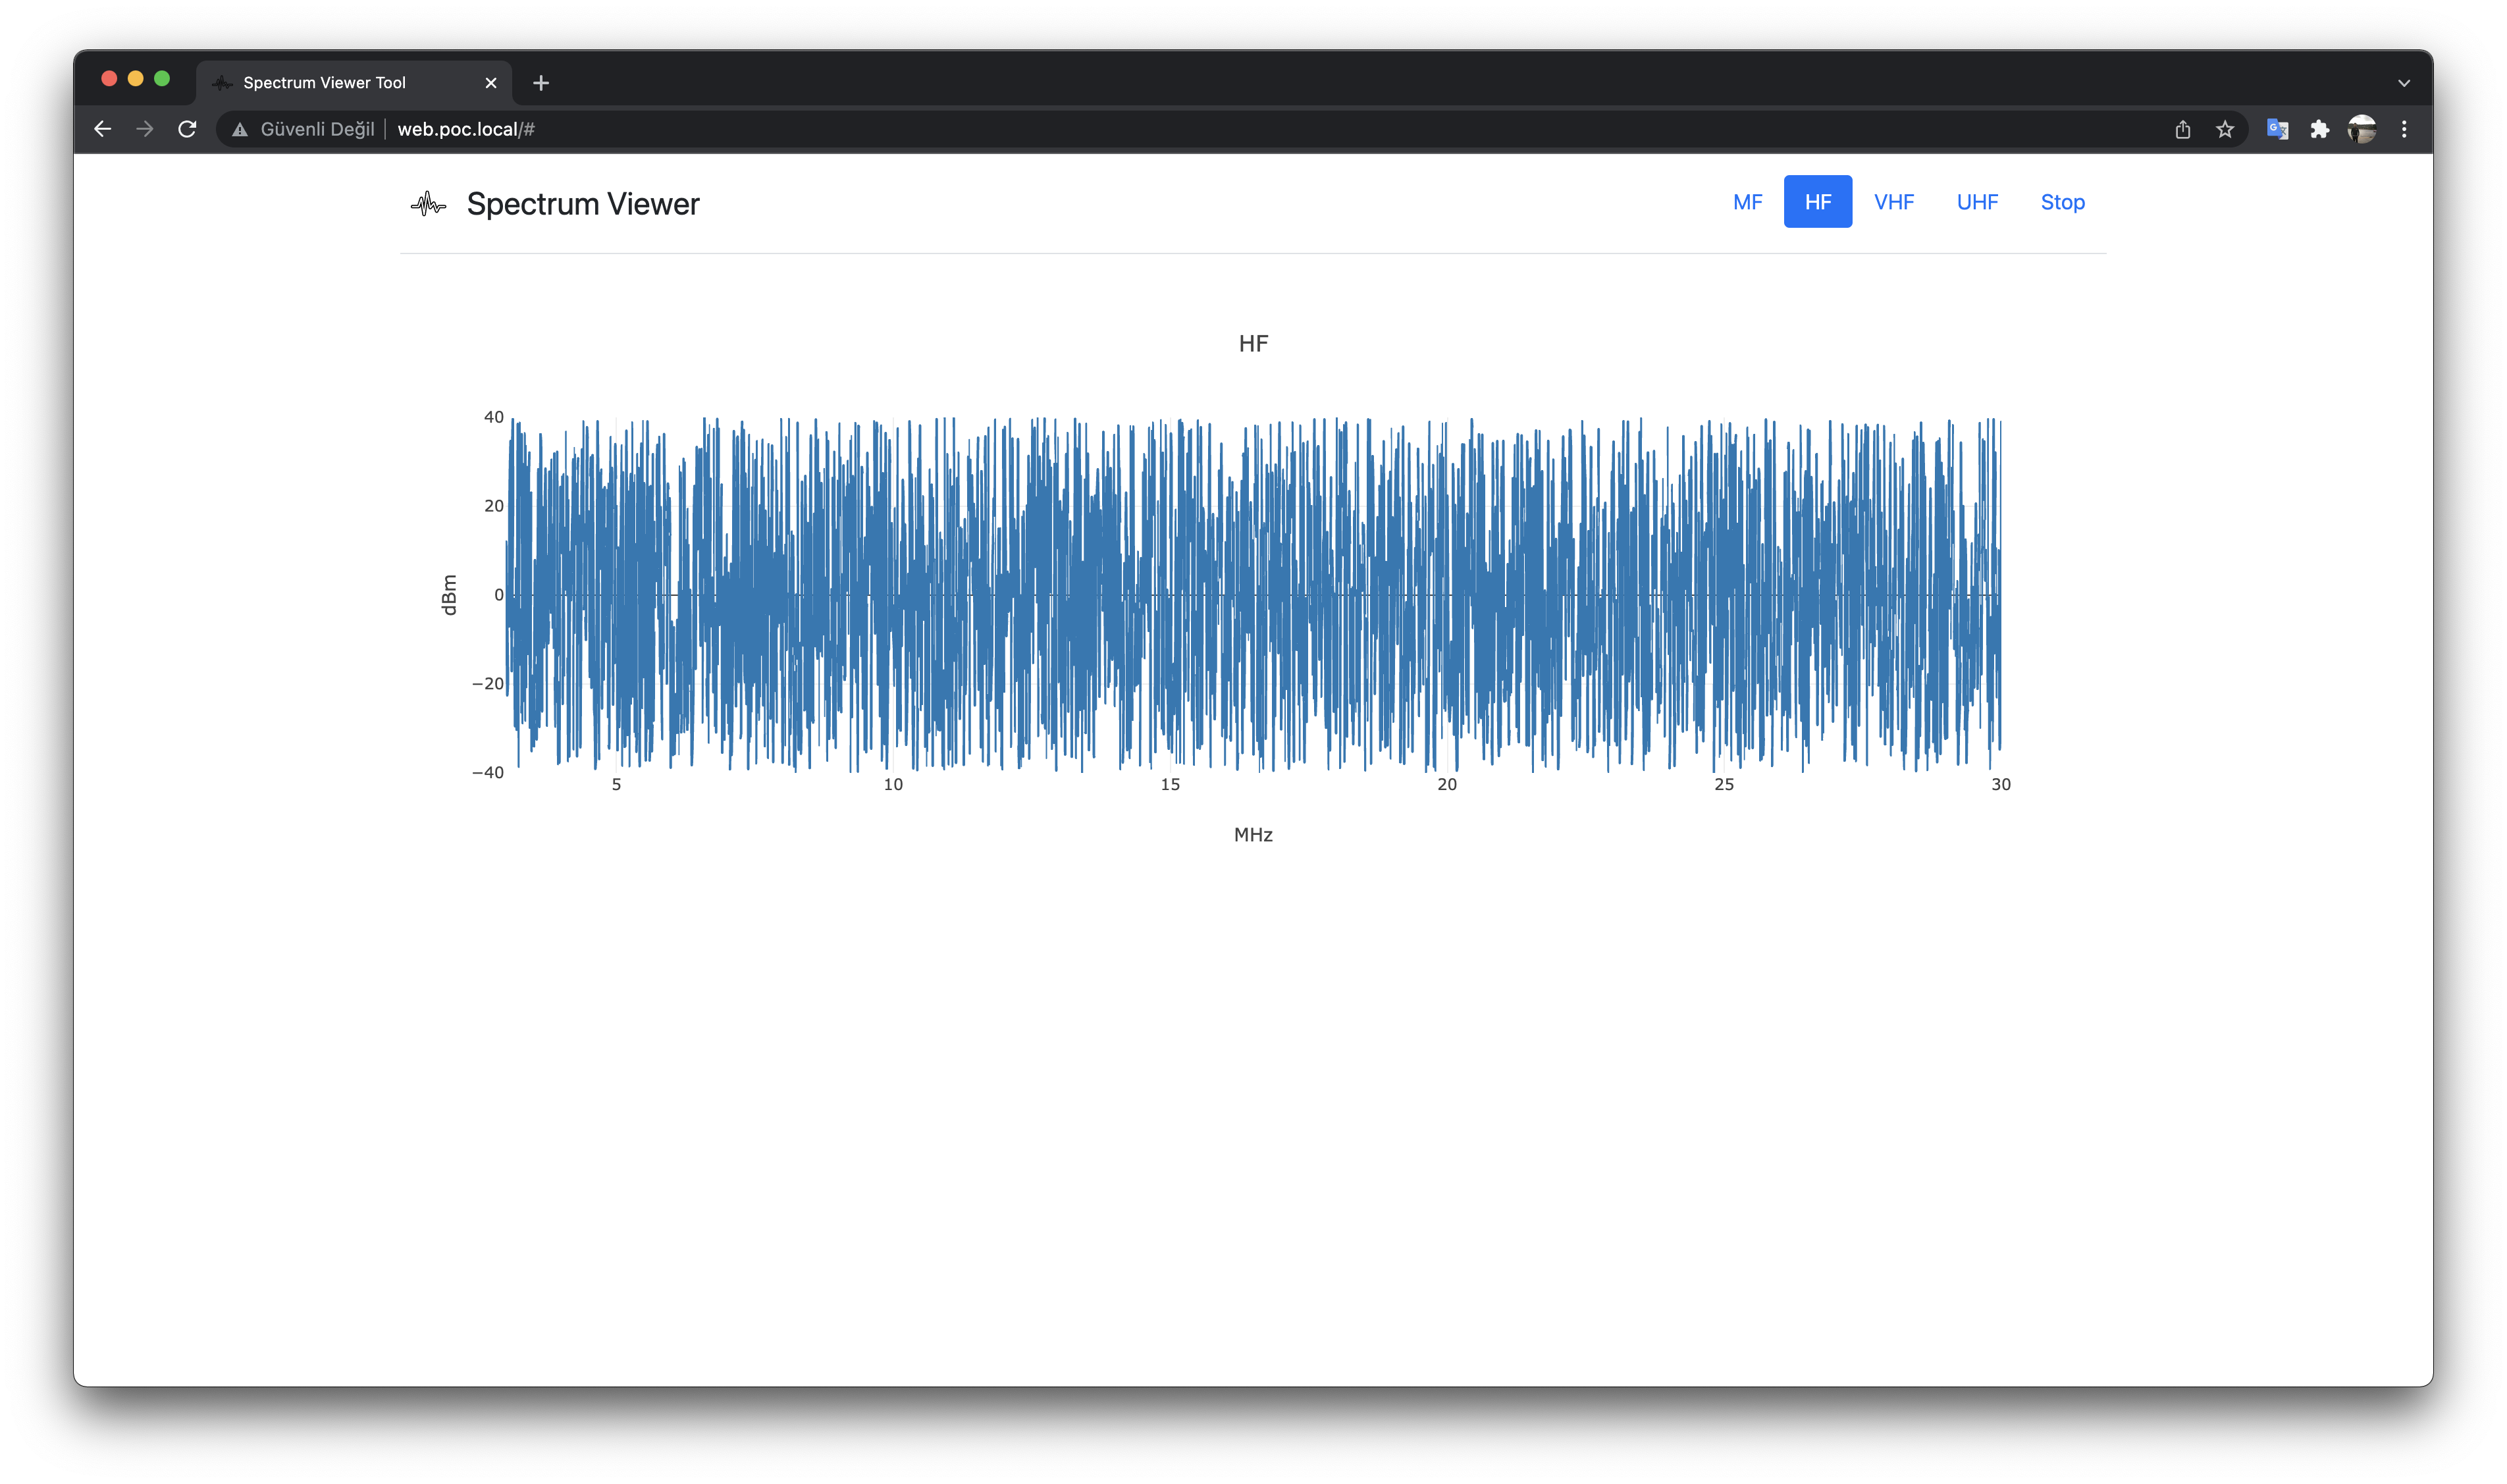 Spectrum Viewer Tool
Güvenli Değil web.poc.local/#
Spectrum Viewer
MF HF VHF UHF Stop
HF
40
20
0
−20
−40
dBm
5 10 15 20 25 30
MHz